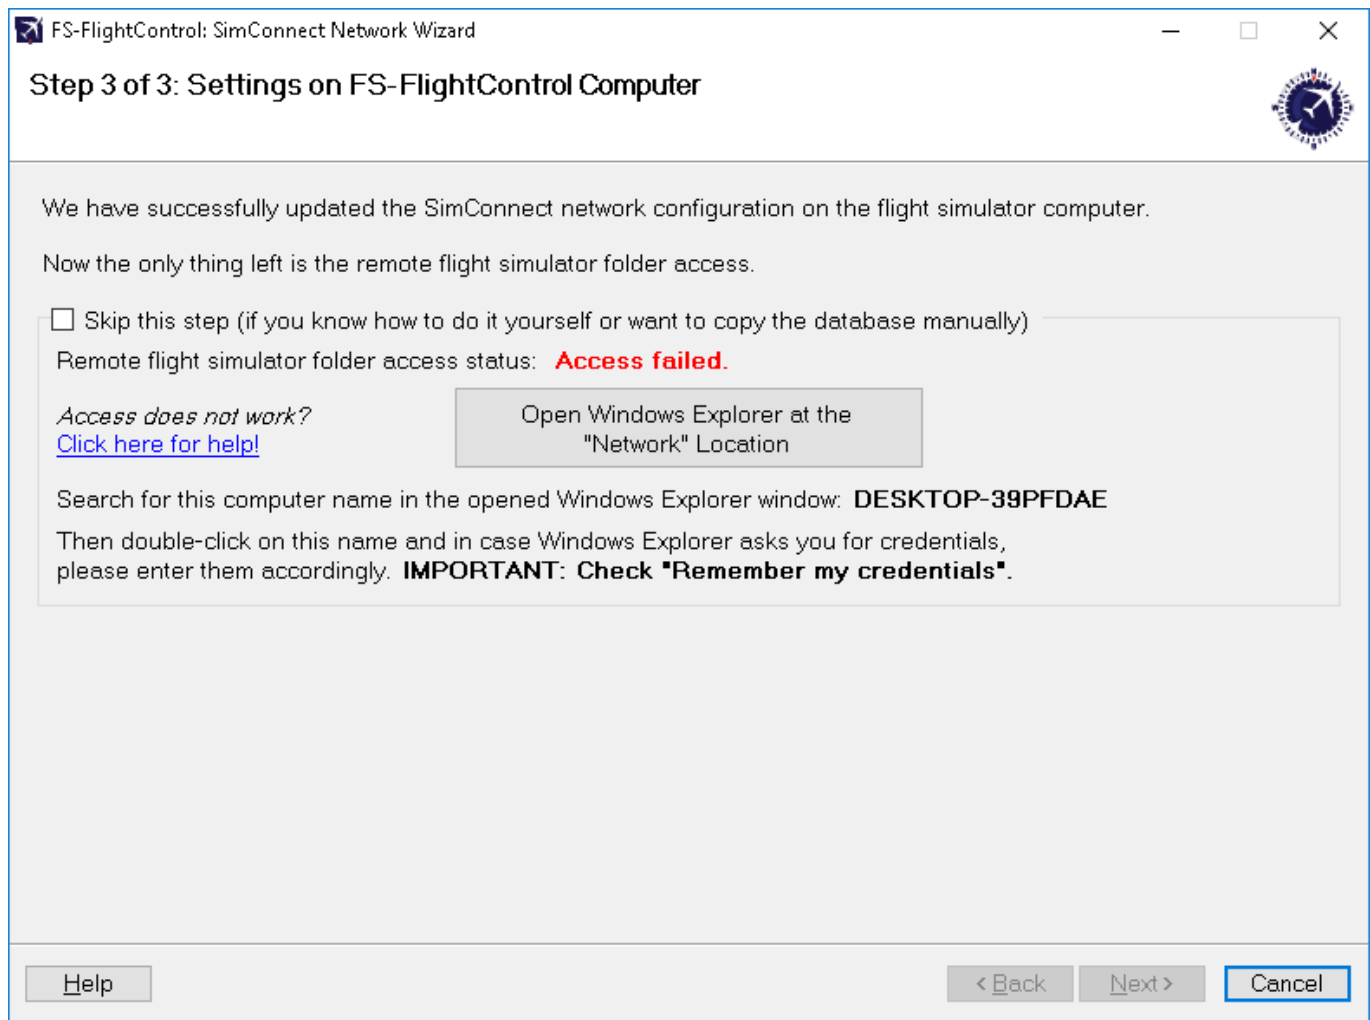 FS-FlightControl: SimConnect Network Wizard
Step 3 of 3: Settings on FS-FlightControl Computer
We have successfully updated the SimConnect network configuration on the flight simulator computer.
Now the only thing left is the remote flight simulator folder access.
Skip this step (if you know how to do it yourself or want to copy the database manually)
Remote flight simulator folder access status: Access failed.
Access does not work?
Click here for help!
Open Windows Explorer at the
"Network" Location
Search for this computer name in the opened Windows Explorer window: DESKTOP-39PFDAE
Then double-click on this name and in case Windows Explorer asks you for credentials,
please enter them accordingly. IMPORTANT: Check "Remember my credentials".
Help
< Back
Next >
Cancel